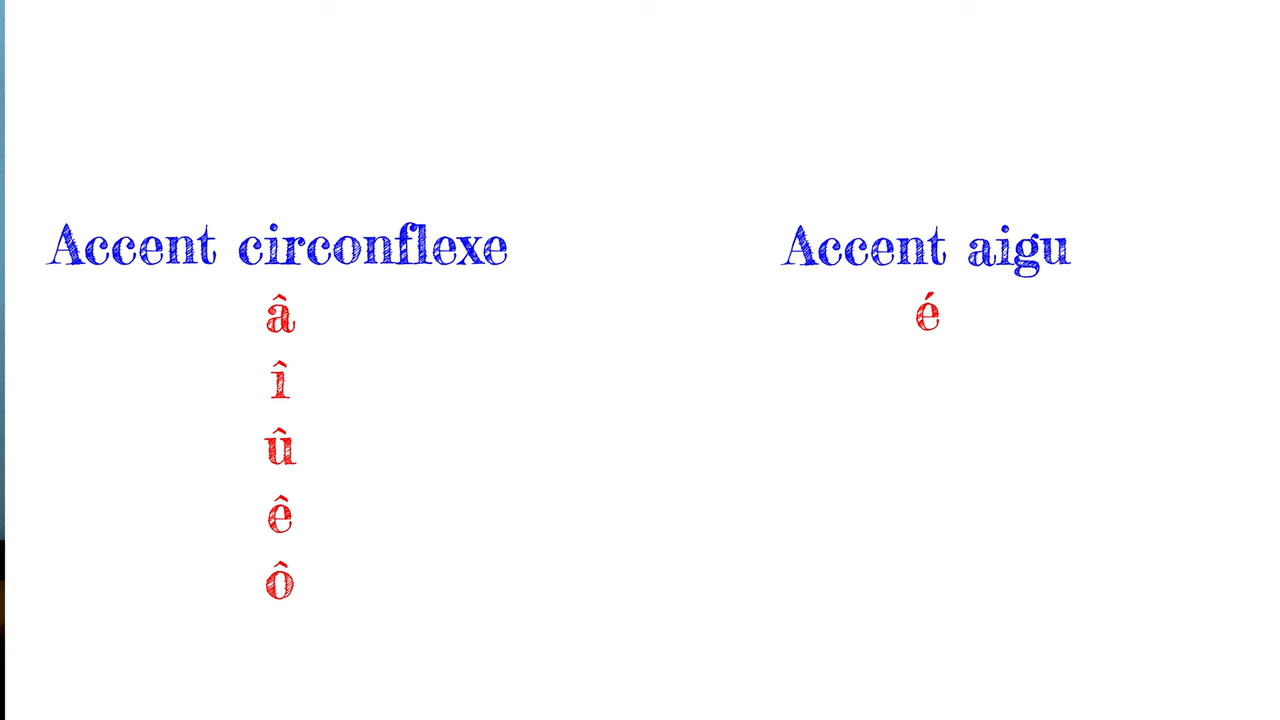 Accent circonflexe
â
î
û
ê
ô
Accent aigu
é